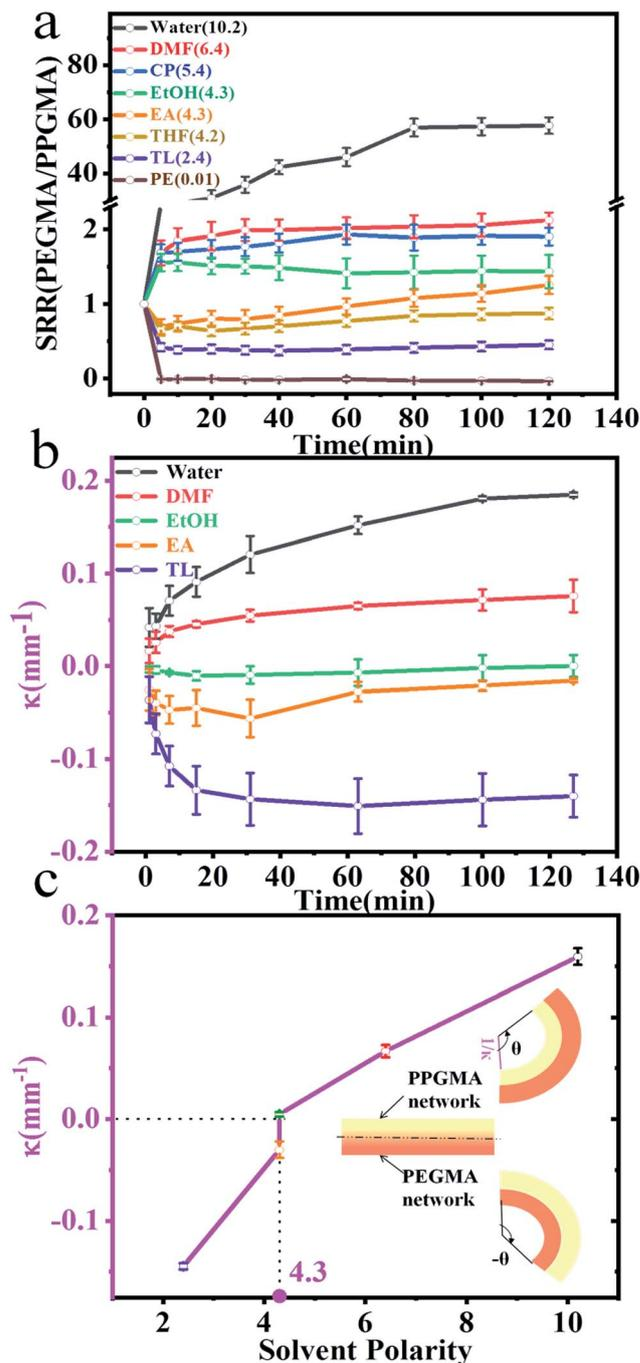 a
Water(10.2)
DMF(6.4)
CP(5.4)
EtOH(4.3)
EA(4.3)
THF(4.2)
TL(2.4)
PE(0.01)
SRR(PEGMA/PPGMA)
80
60
40
2
1
0
0 20 40 60 80 100 120 140
Time(min)
b
Water
DMF
EtOH
EA
TL
κ(mm⁻¹)
0.2
0.1
0.0
-0.1
-0.2
0 20 40 60 80 100 120 140
Time(min)
c
κ(mm⁻¹)
0.2
0.1
0.0
-0.1
1/κ
θ
PPGMA
network
PEGMA
network
-θ
4.3
2 4 6 8 10
Solvent Polarity